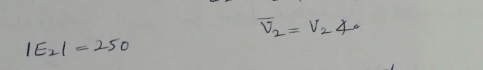 V̅₂ = V₂∡0
|E₂| = 250